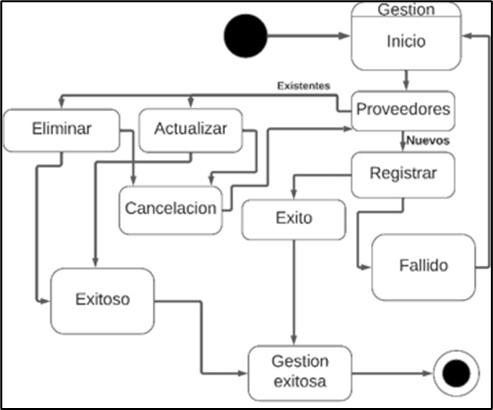 Gestion
Inicio
Existentes
Proveedores
Eliminar
Actualizar
Nuevos
Registrar
Cancelacion
Exito
Fallido
Exitoso
Gestion
exitosa